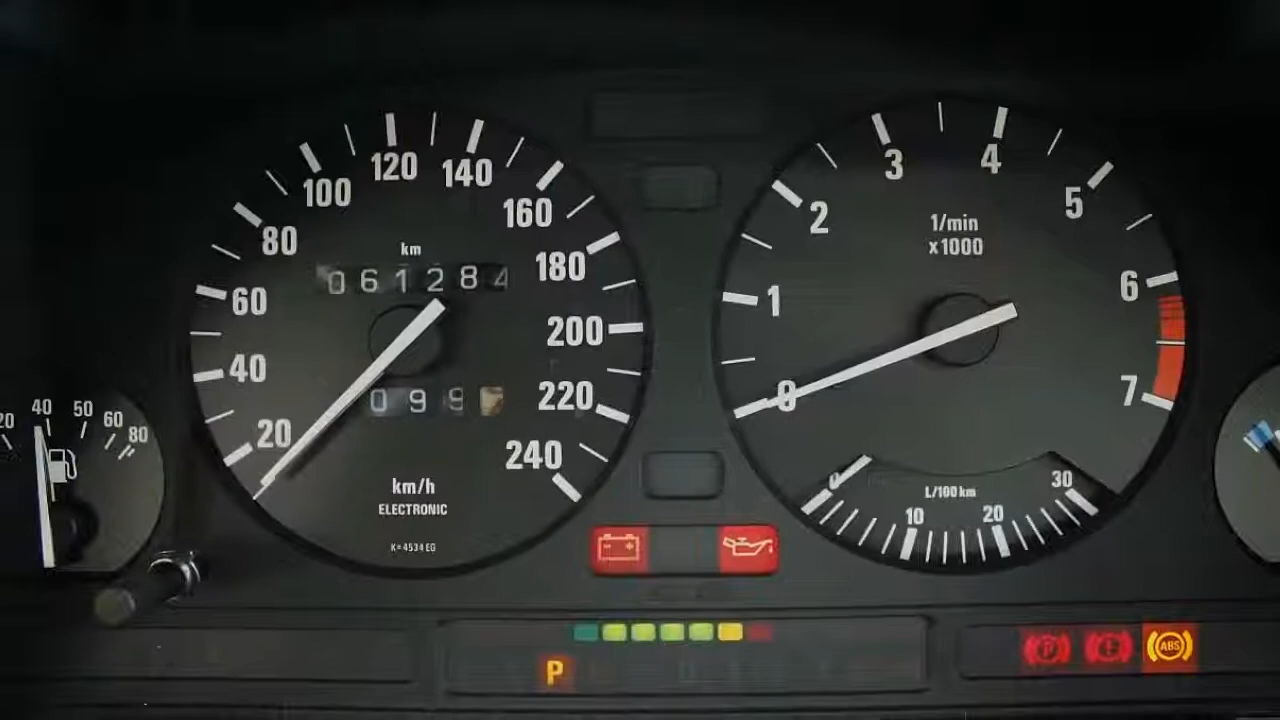 20 40 60 80 100 120 140 160 180 200 220 240
km
061284
099
km/h
ELECTRONIC
K=4534 EG
0 1 2 3 4 5 6 7
1/min
x1000
0 10 20 30
L/100 km
20 40 50 60 80
- +
P
P
ABS